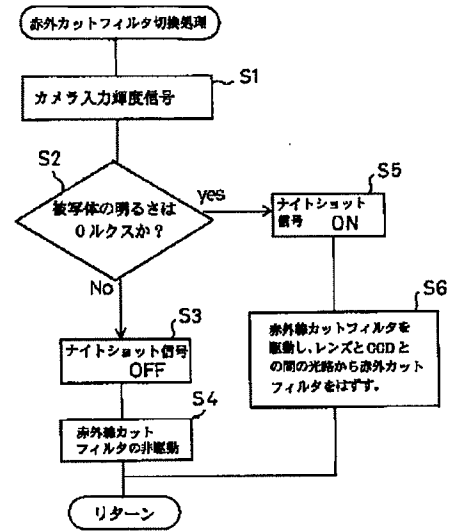 赤外カットフィルタ切換処理
S1
カメラ入力輝度信号
S2
被写体の明るさは
0ルクスか?
yes
No
S5
ナイトショット
信号 ON
S6
赤外線カットフィルタを
駆動し、レンズとCCDと
の間の光路から赤外カット
フィルタをはずす。
S3
ナイトショット信号
OFF
S4
赤外線カット
フィルタの非駆動
リターン